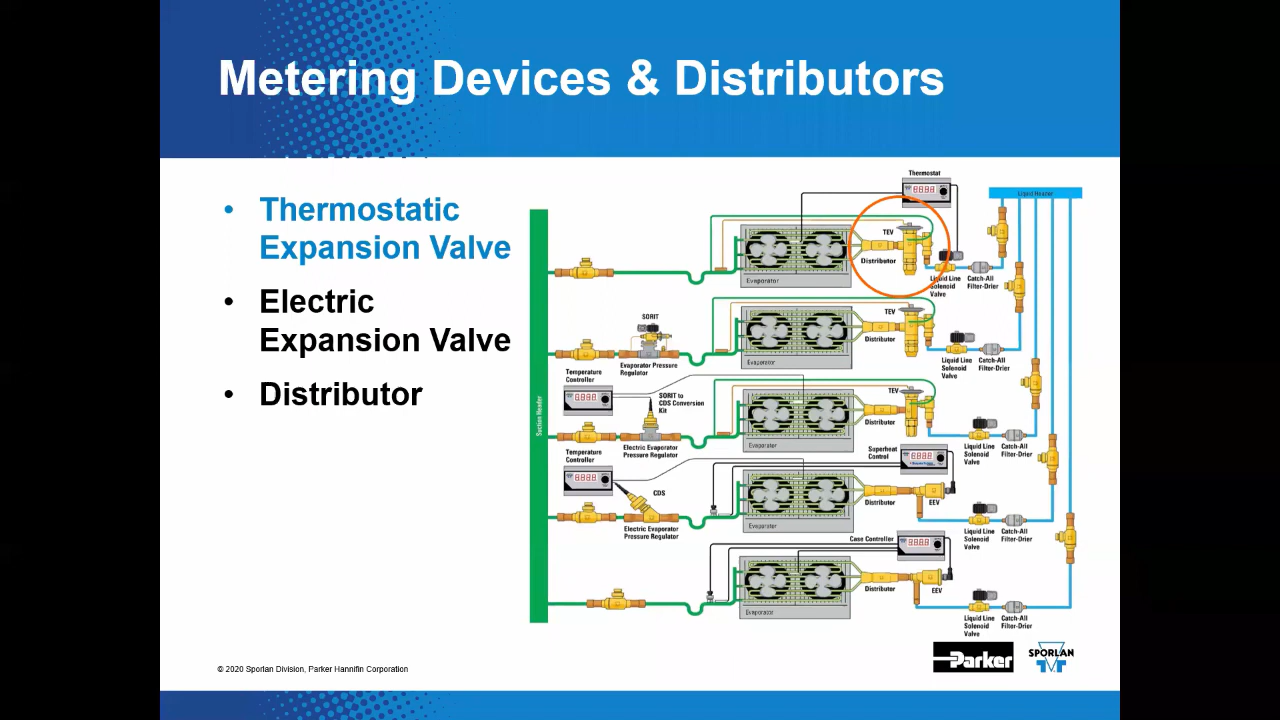 Metering Devices & Distributors
• Thermostatic
Expansion Valve
• Electric
Expansion Valve
• Distributor
Thermostat
Liquid Header
TEV
Distributor
Evaporator
Liquid Line
Solenoid
Valve
Catch-All
Filter-Drier
SORIT
TEV
Distributor
Evaporator Pressure
Regulator
Evaporator
Liquid Line
Solenoid
Valve
Catch-All
Filter-Drier
Temperature
Controller
SORIT to
CDS Conversion
Kit
TEV
Distributor
Suction Header
Electric Evaporator
Pressure Regulator
Evaporator
Liquid Line
Solenoid
Valve
Catch-All
Filter-Drier
Temperature
Controller
Superheat
Control
CDS
Distributor
EEV
Electric Evaporator
Pressure Regulator
Evaporator
Liquid Line
Solenoid
Valve
Catch-All
Filter-Drier
Case Controller
Distributor
EEV
Evaporator
Liquid Line
Solenoid
Valve
Catch-All
Filter-Drier
© 2020 Sporlan Division, Parker Hannifin Corporation
Parker
SPORLAN